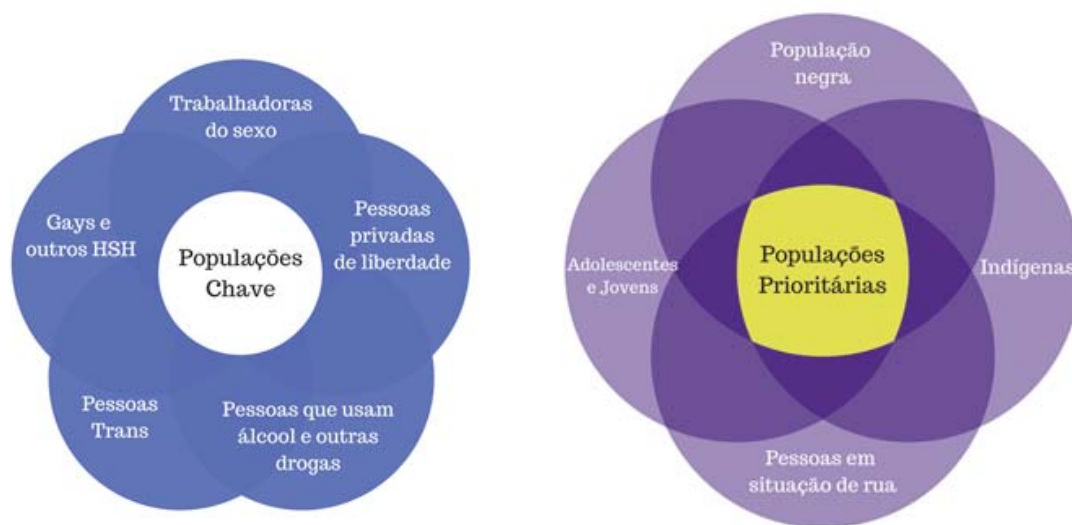 Trabalhadoras
do sexo
Gays e
outros HSH
Pessoas
privadas
de liberdade
Populações
Chave
Pessoas
Trans
Pessoas que usam
álcool e outras
drogas
População
negra
Adolescentes
e Jovens
Populações
Prioritárias
Indígenas
Pessoas em
situação de rua